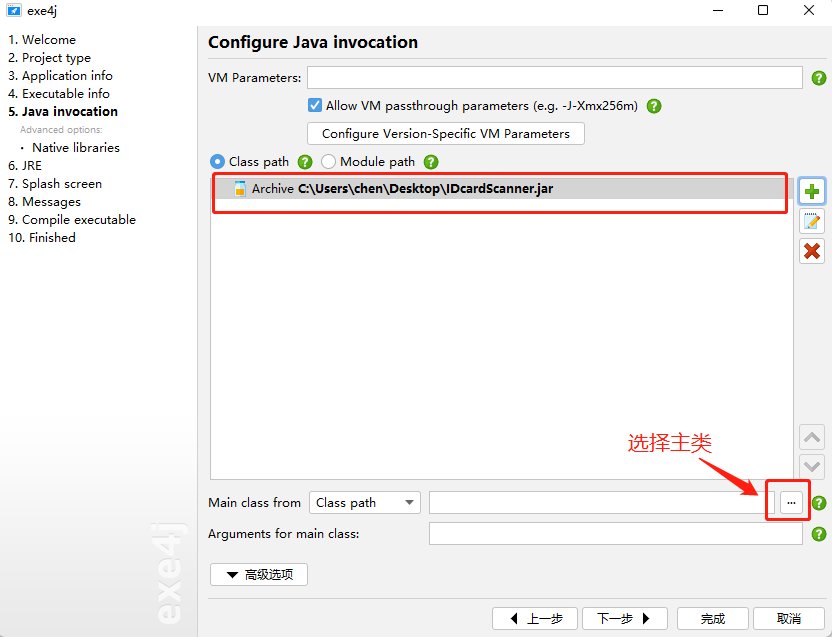 exe4j
1. Welcome
2. Project type
3. Application info
4. Executable info
5. Java invocation
Advanced options:
· Native libraries
6. JRE
7. Splash screen
8. Messages
9. Compile executable
10. Finished
exe4j
Configure Java invocation
VM Parameters:
Allow VM passthrough parameters (e.g. -J-Xmx256m)
Configure Version-Specific VM Parameters
Class path Module path
Archive C:\Users\chen\Desktop\IDcardScanner.jar
选择主类
Main class from Class path ...
Arguments for main class:
高级选项
上一步 下一步 完成 取消